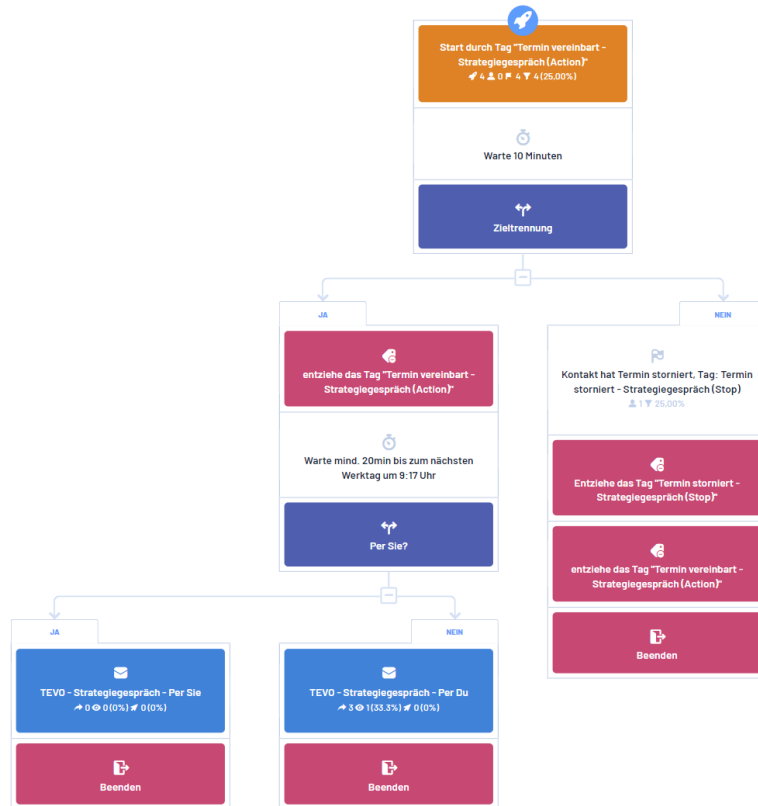 Start durch Tag "Termin vereinbart -
Strategiegespräch (Action)"
4 0 4 4 (25.00%)
Warte 10 Minuten
Zieltrennung
JA
entziehe das Tag "Termin vereinbart -
Strategiegespräch (Action)"
Warte mind. 20min bis zum nächsten
Werktag um 9:17 Uhr
Per Sie?
NEIN
Kontakt hat Termin storniert, Tag: Termin
storniert - Strategiegespräch (Stop)
1 25.00%
Entziehe das Tag "Termin storniert -
Strategiegespräch (Stop)"
entziehe das Tag "Termin vereinbart -
Strategiegespräch (Action)"
Beenden
JA
TEVO - Strategiegespräch - Per Sie
0 0 (0%) 0 (0%)
Beenden
NEIN
TEVO - Strategiegespräch - Per Du
3 1 (33.3%) 0 (0%)
Beenden